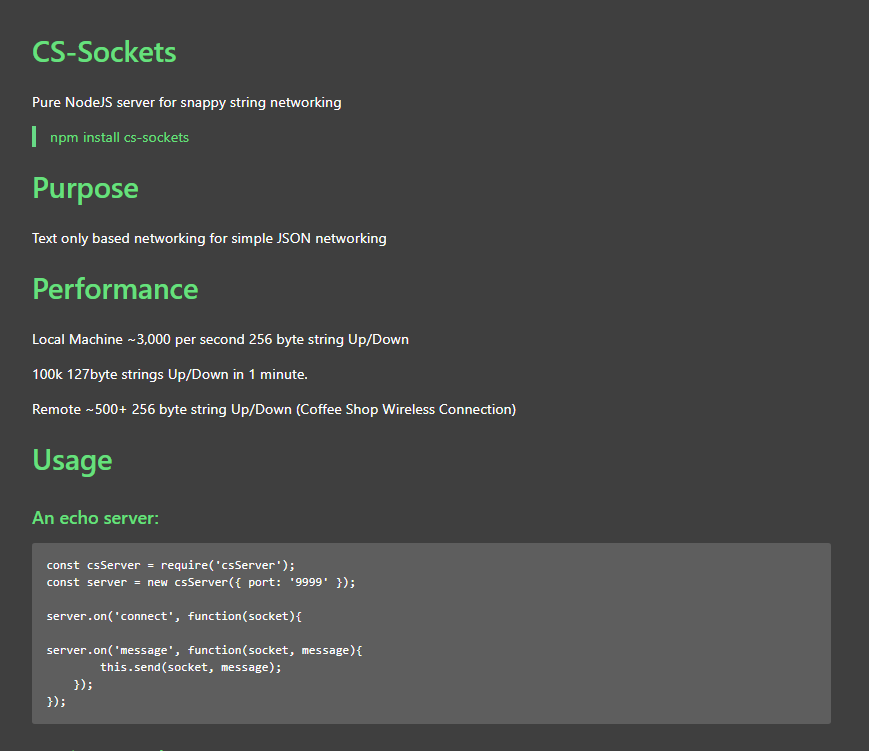 CS-Sockets
Pure NodeJS server for snappy string networking
npm install cs-sockets
Purpose
Text only based networking for simple JSON networking
Performance
Local Machine ~3,000 per second 256 byte string Up/Down
100k 127byte strings Up/Down in 1 minute.
Remote ~500+ 256 byte string Up/Down (Coffee Shop Wireless Connection)
Usage
An echo server:
const csServer = require('csServer');
const server = new csServer({ port: '9999' });
server.on('connect', function(socket){
server.on('message', function(socket, message){
        this.send(socket, message);
    });
});